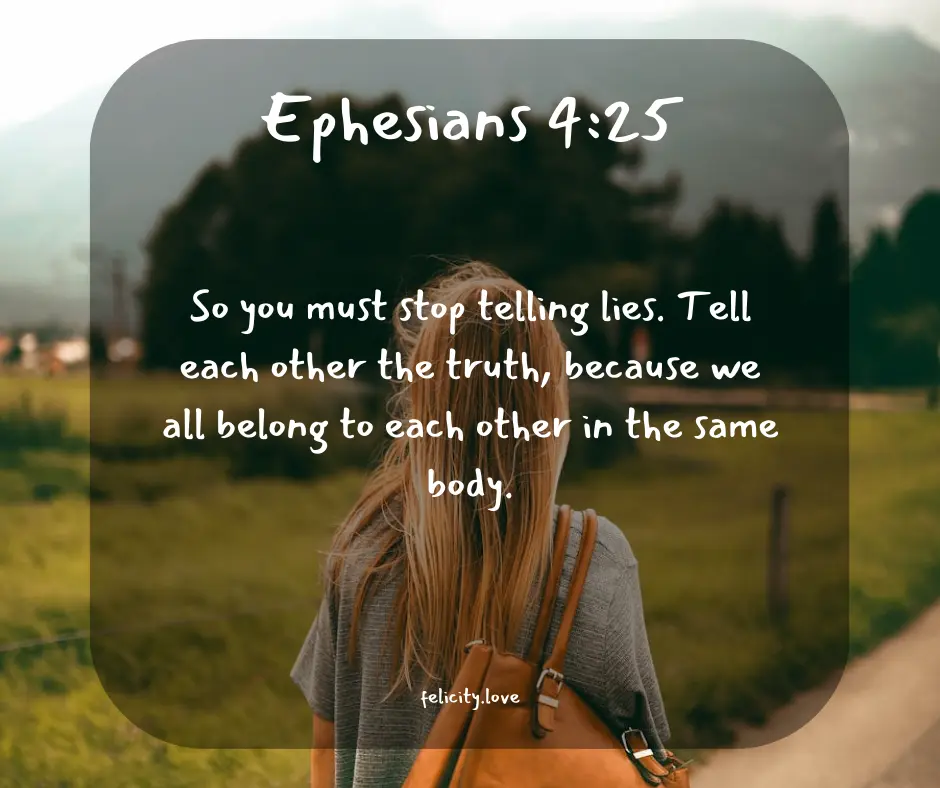 Ephesians 4:25
So you must stop telling lies. Tell
each other the truth, because we
all belong to each other in the same
body.
felicity.love